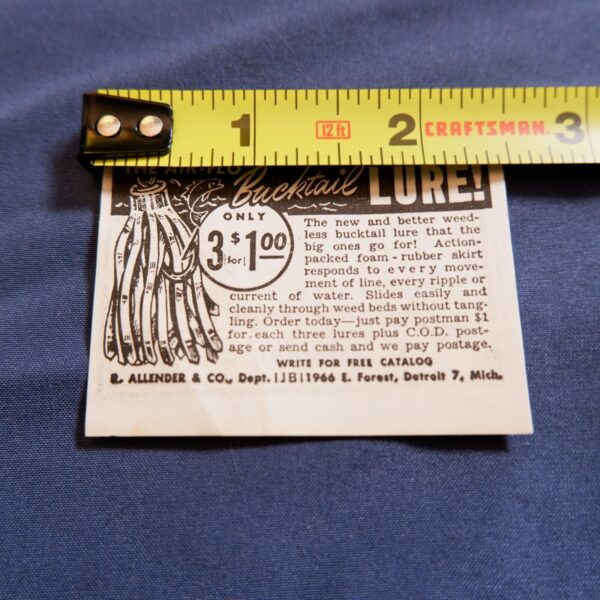 1 12 ft 2 CRAFTSMAN. 3
THE AIR-FLO
Bucktail LURE!
ONLY
3 for $1.00
The new and better weed-
less bucktail lure that the
big ones go for! Action-
packed foam-rubber skirt
responds to every move-
ment of line, every ripple or
current of water. Slides easily and
cleanly through weed beds without tang-
ling. Order today—just pay postman $1
for each three lures plus C.O.D. post-
age or send cash and we pay postage.
WRITE FOR FREE CATALOG
ALLENDER & CO., Dept. JB 1966 E. Forest, Detroit 7, Mich.